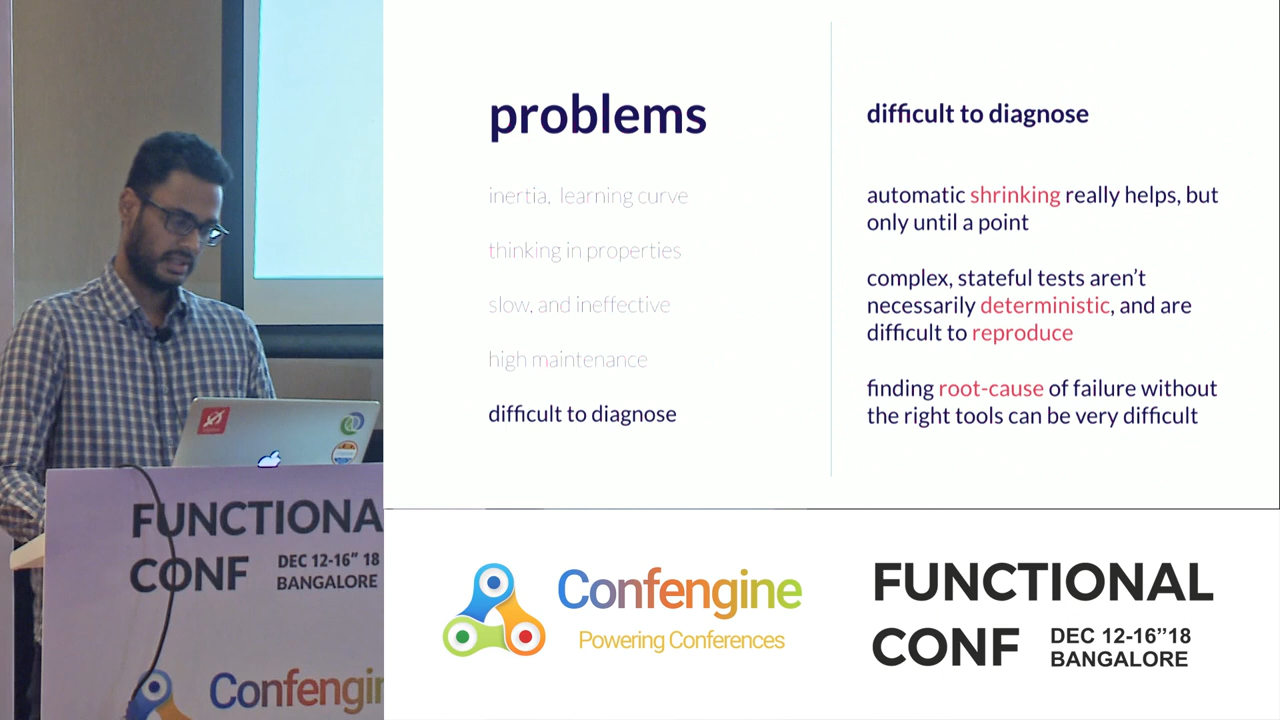 problems
inertia, learning curve
thinking in properties
slow, and ineffective
high maintenance
difficult to diagnose
difficult to diagnose
automatic shrinking really helps, but
only until a point
complex, stateful tests aren't
necessarily deterministic, and are
difficult to reproduce
finding root-cause of failure without
the right tools can be very difficult
FUNCTIONA
CONF
DEC 12-16" 18
BANGALORE
Confengin
Confengine
Powering Conferences
FUNCTIONAL
CONF
DEC 12-16”18
BANGALORE